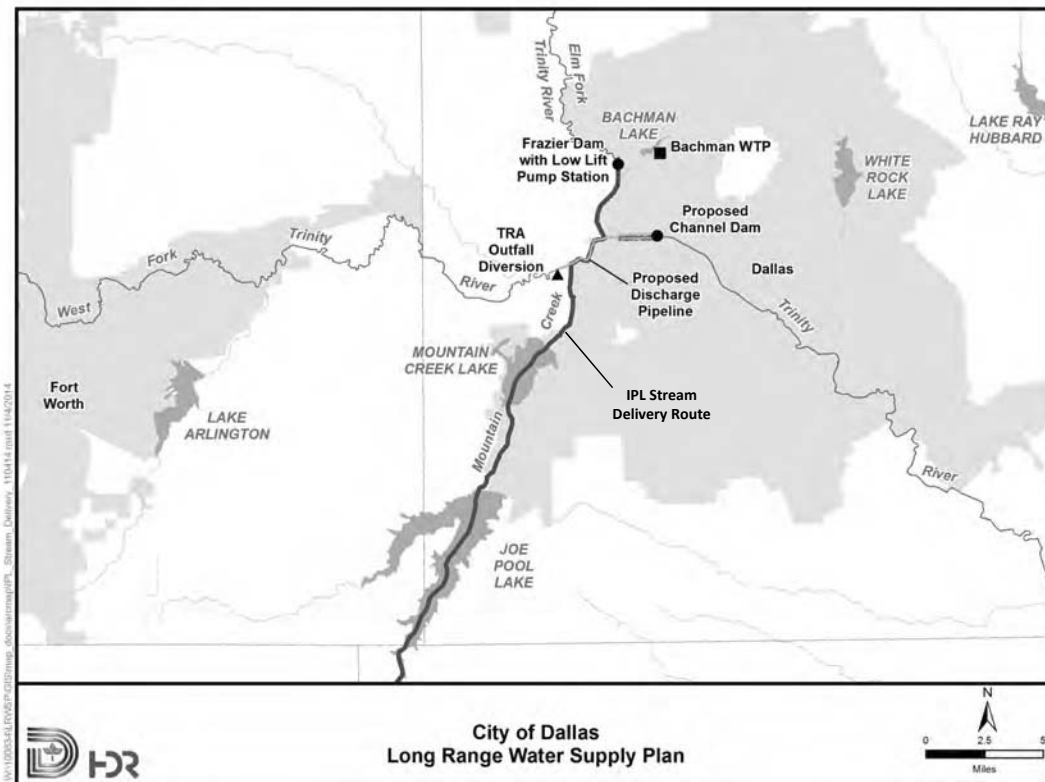 Elm Fork
Trinity River
BACHMAN
LAKE
Bachman WTP
LAKE RAY
HUBBARD
Frazier Dam
with Low Lift
Pump Station
WHITE
ROCK
LAKE
Proposed
Channel Dam
TRA
Outfall
Diversion
West
Fork
Trinity
River
Dallas
Proposed
Discharge
Pipeline
Trinity
River
Creek
MOUNTAIN
CREEK LAKE
IPL Stream
Delivery Route
Fort
Worth
LAKE
ARLINGTON
Mountain
JOE
POOL
LAKE
City of Dallas
Long Range Water Supply Plan
N
0 2.5 5
Miles
D
HDR